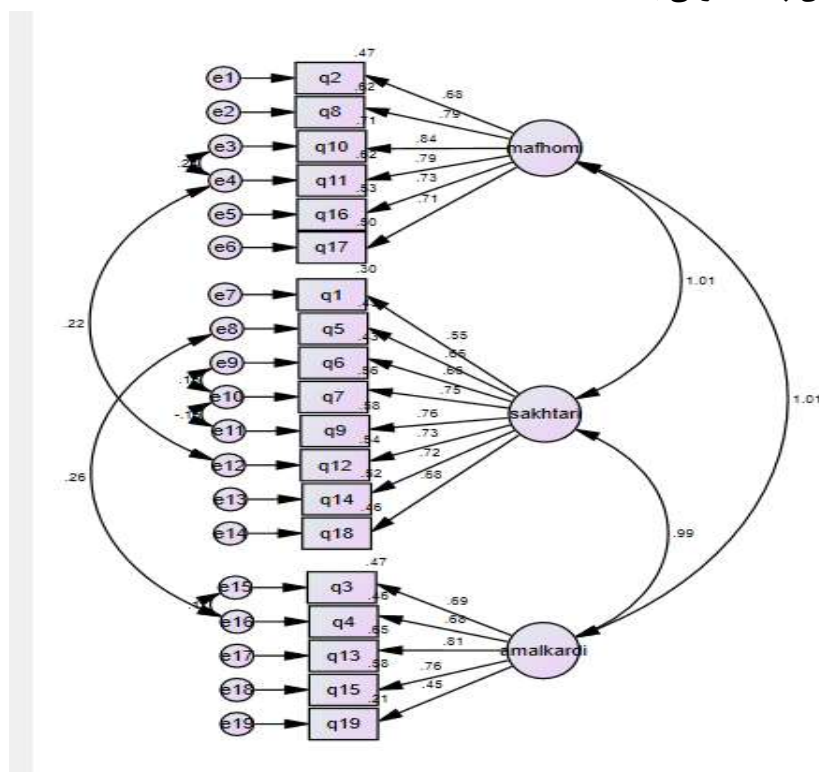 .47
e1 q2 .68
.62
e2 q8 .79
.71
e3 q10 .84 mafhom
.62
e4 q11 .79
.53
e5 q16 .73
.50
e6 q17 .71
.30
e7 q1 .55
1.01
e8 q5
.43
.22
e9 q6
.56
e10 q7 .75
.58
e11 q9 .76 sakhtari
.54
e12 q12 .73
.52
e13 q14 .72
.46
e14 q18 .68
.26
.99
1.01
.47
e15 q3 .69
.46
e16 q4 .68
.65
e17 q13 .81 amalkardi
.58
e18 q15 .76
.21
e19 q19 .45